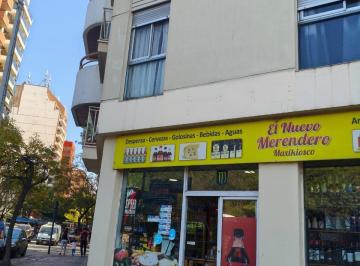 Despensa - Cervezas - Golosinas - Bebidas - Aguas
El Nuevo
Merendero
Maxikiosco